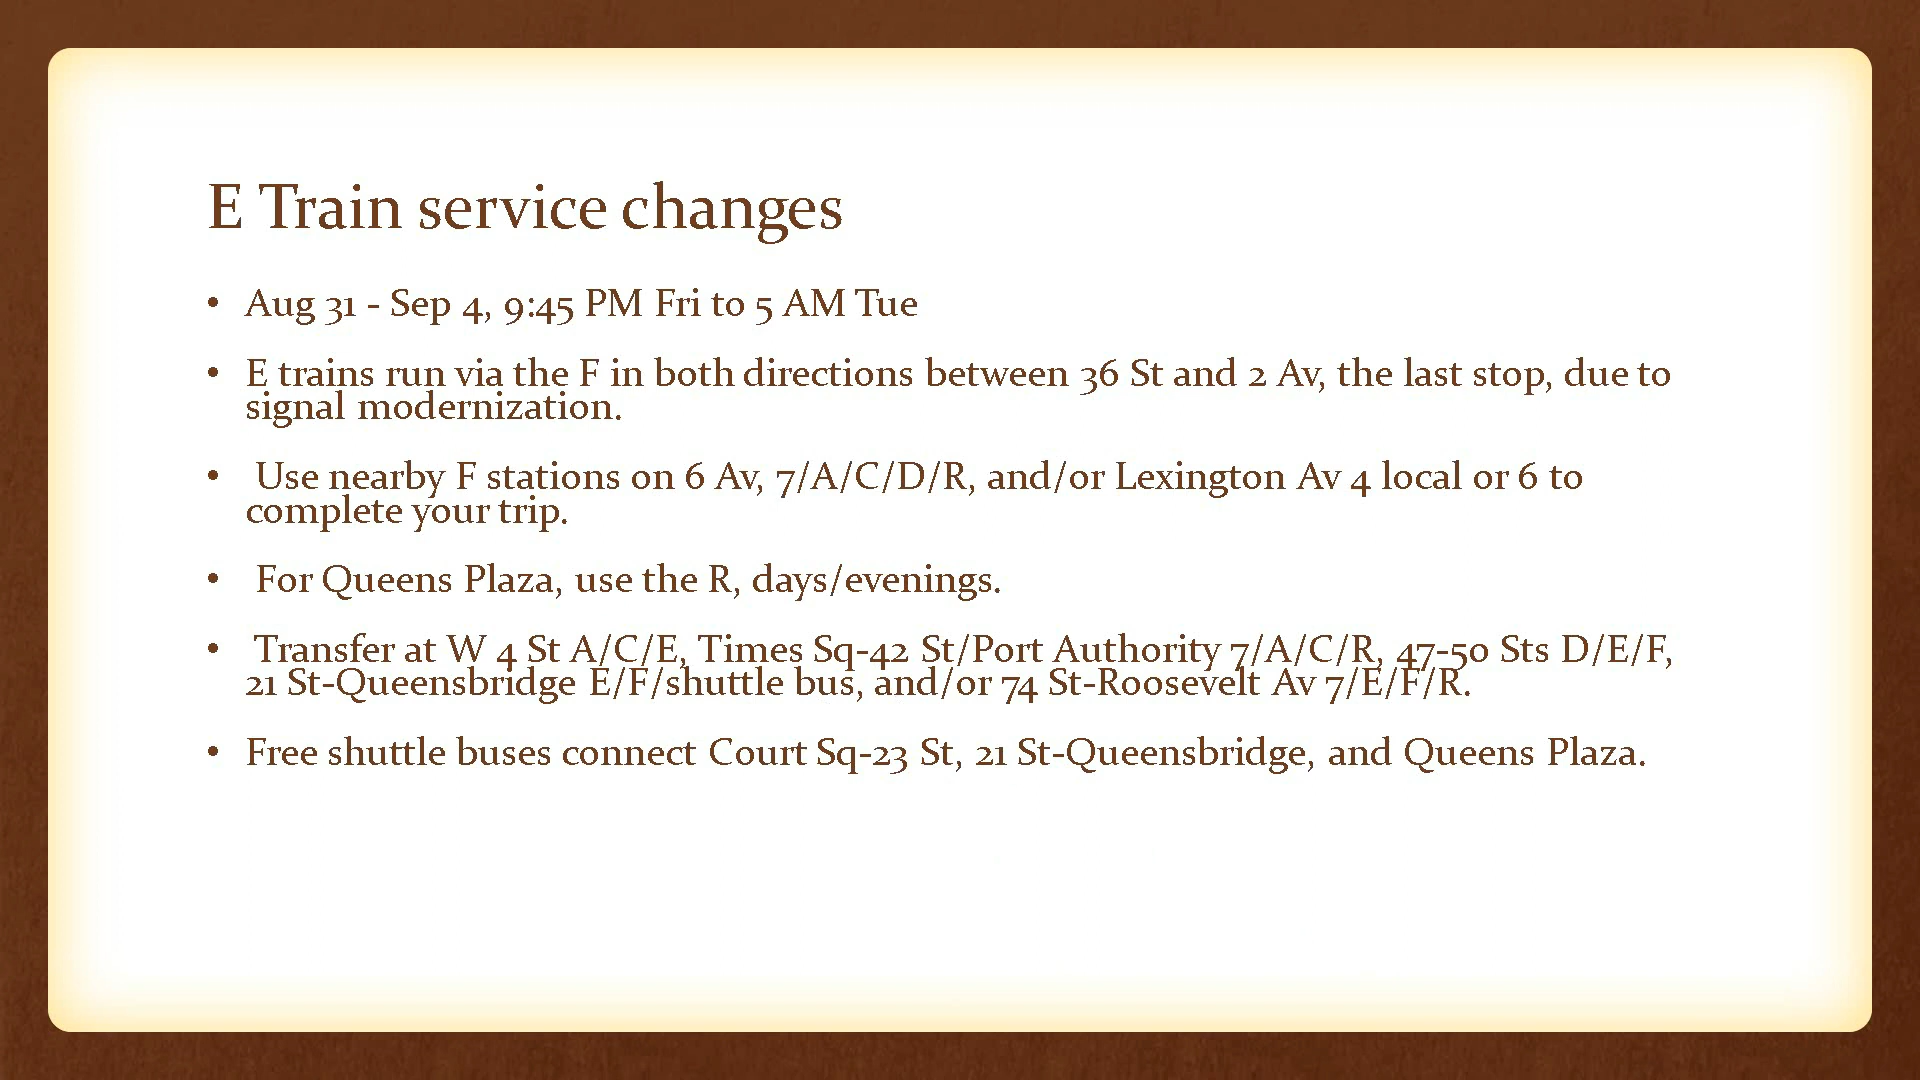 E Train service changes
• Aug 31 - Sep 4, 9:45 PM Fri to 5 AM Tue
• E trains run via the F in both directions between 36 St and 2 Av, the last stop, due to
signal modernization.
• Use nearby F stations on 6 Av, 7/A/C/D/R, and/or Lexington Av 4 local or 6 to
complete your trip.
• For Queens Plaza, use the R, days/evenings.
• Transfer at W 4 St A/C/E, Times Sq-42 St/Port Authority 7/A/C/R, 47-50 Sts D/E/F,
21 St-Queensbridge E/F/shuttle bus, and/or 74 St-Roosevelt Av 7/E/F/R.
• Free shuttle buses connect Court Sq-23 St, 21 St-Queensbridge, and Queens Plaza.